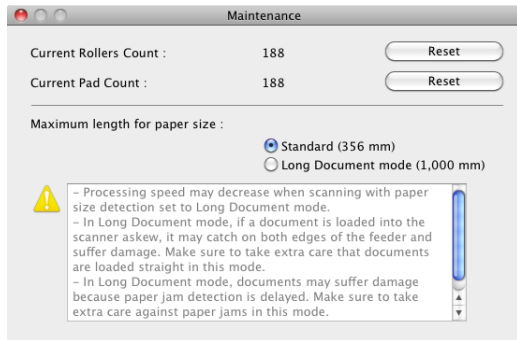 Maintenance
Current Rollers Count : 188 Reset
Current Pad Count : 188 Reset
Maximum length for paper size :
Standard (356 mm)
Long Document mode (1,000 mm)
– Processing speed may decrease when scanning with paper
size detection set to Long Document mode.
– In Long Document mode, if a document is loaded into the
scanner askew, it may catch on both edges of the feeder and
suffer damage. Make sure to take extra care that documents
are loaded straight in this mode.
– In Long Document mode, documents may suffer damage
because paper jam detection is delayed. Make sure to take
extra care against paper jams in this mode.